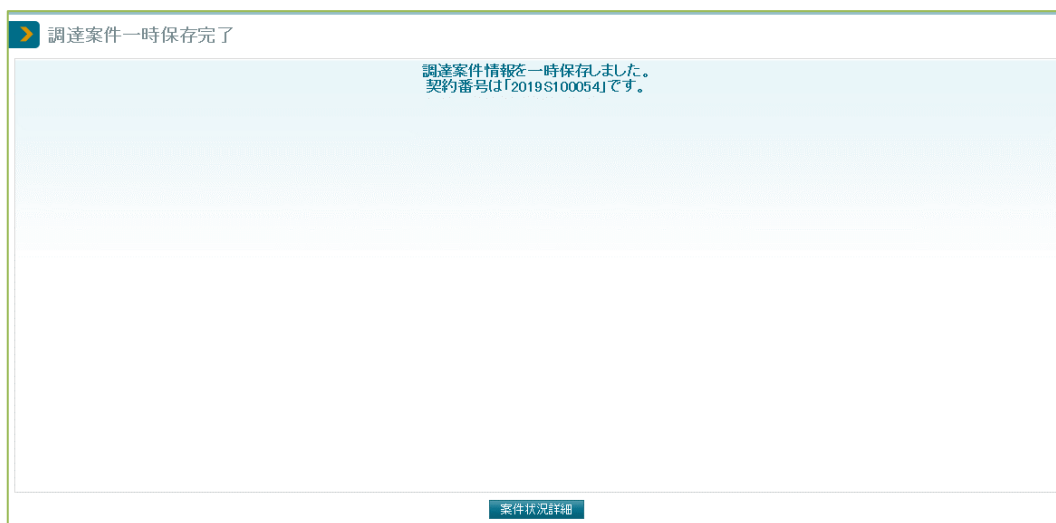 調達案件一時保存完了
調達案件情報を一時保存しました。
契約番号は「2019S100054」です。
案件状況詳細